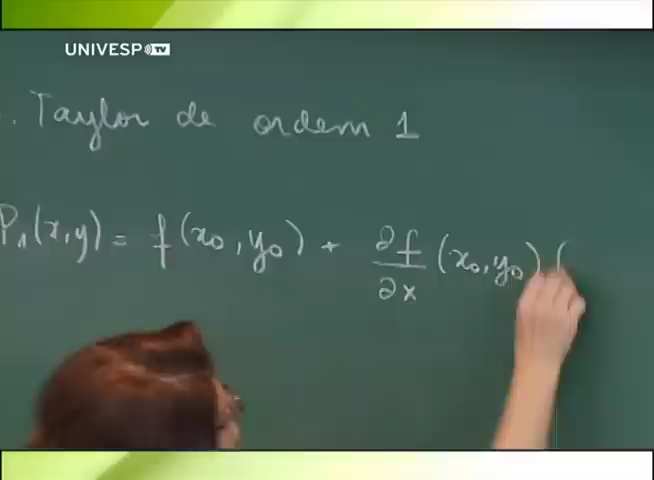 UNIVESP TV
. Taylor de ordem 1
P₁(x,y) = f(x₀,y₀) + ∂f/∂x (x₀,y₀) (